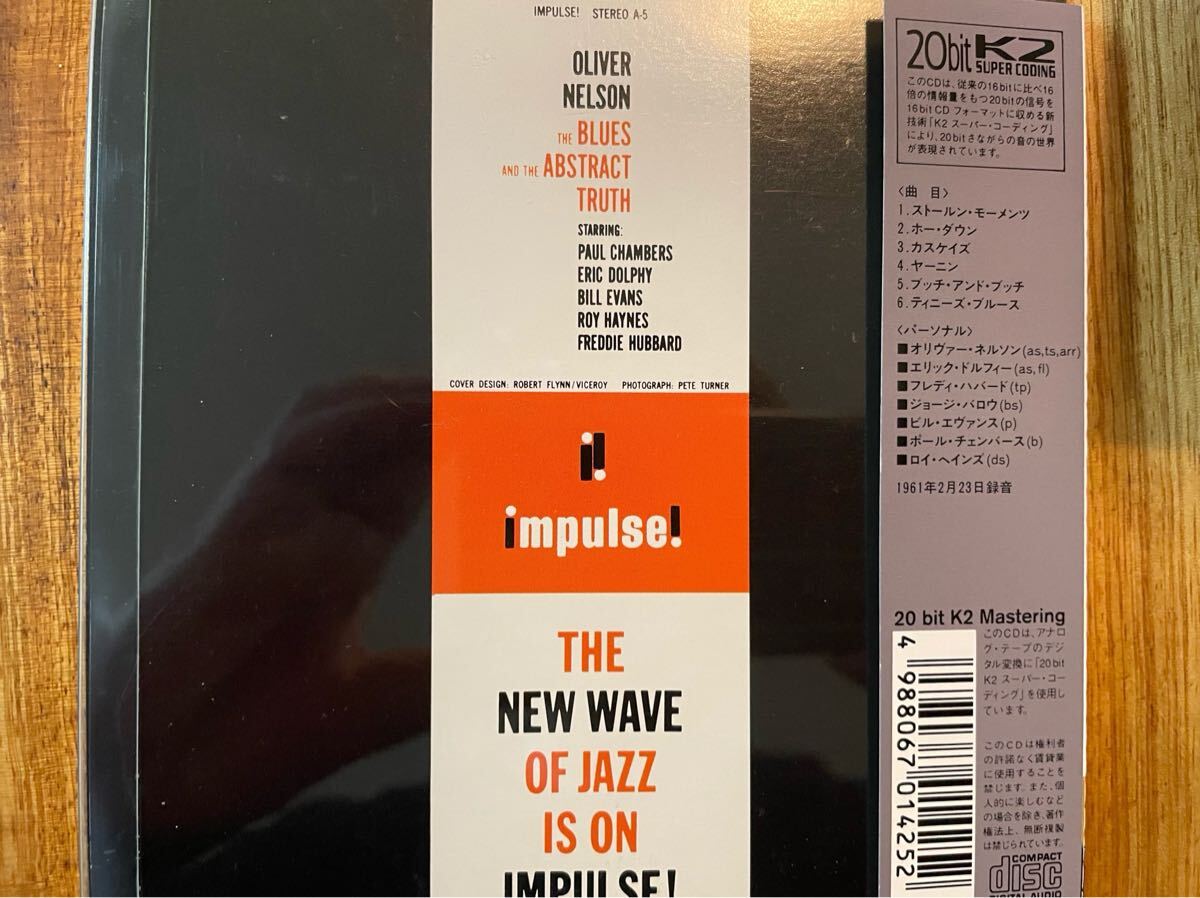 IMPULSE! STEREO A-5
OLIVER
NELSON
THE BLUES
AND THE ABSTRACT
TRUTH
STARRING:
PAUL CHAMBERS
ERIC DOLPHY
BILL EVANS
ROY HAYNES
FREDDIE HUBBARD
COVER DESIGN: ROBERT FLYNN/VICEROY PHOTOGRAPH: PETE TURNER
impulse!
THE
NEW WAVE
OF JAZZ
IS ON
IMPULSE!
20bit K2
SUPER CODING
このCDは、従来の16bitに比べ16
倍の情報量をもつ20bitの信号を
16bit CD フォーマットに収める新
技術「K2 スーパー・コーディング」
により、20bitさながらの音の世界
が表現されています。
〈曲 目〉
1.ストールン・モーメンツ
2.ホー・ダウン
3.カスケイズ
4.ヤーニン
5.ブッチ・アンド・ブッチ
6.ティニーズ・ブルース
〈パーソナル〉
■オリヴァー・ネルソン(as,ts,arr)
■エリック・ドルフィー(as,fl)
■フレディ・ハバード(tp)
■ジョージ・バロウ(bs)
■ビル・エヴァンス(p)
■ポール・チェンバース(b)
■ロイ・ヘインズ(ds)
1961年2月23日録音
20 bit K2 Mastering
このCDは、アナロ
グ・テープのデジ
タル変換に「20bit
K2 スーパー・コー
ディング」を使用し
ています。
4 988067 014252
このCDは権利者
の許諾なく賃貸業
に使用することを
禁じます。また、個
人的に楽しむなど
の場合を除き、著作
権法上、無断複製
は禁じられています。
COMPACT
disc
DIGITAL AUDIO